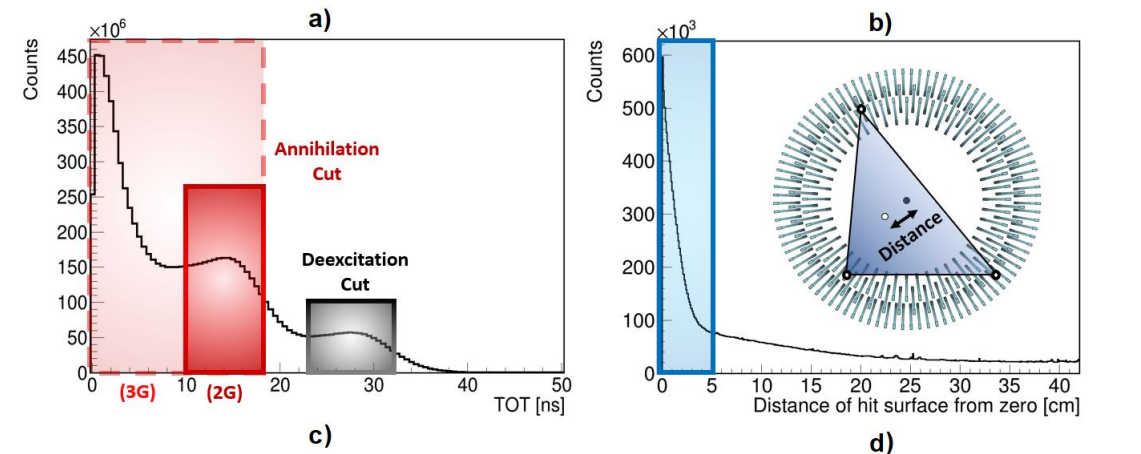 a)
×10⁶
Counts
450
400
350
300
250
200
150
100
50
0
Annihilation
Cut
Deexcitation
Cut
0 10 20 30 40 50
(3G) (2G)
TOT [ns]
b)
×10³
Counts
600
500
400
300
200
100
0
Distance
0 5 10 15 20 25 30 35 40
Distance of hit surface from zero [cm]
c)
d)